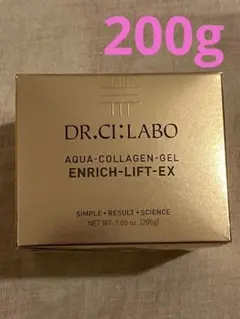 200g
DR.CI:LABO
AQUA-COLLAGEN-GEL
ENRICH-LIFT-EX
SIMPLE • RESULT • SCIENCE
NET WT. 7.05 oz. [200g]